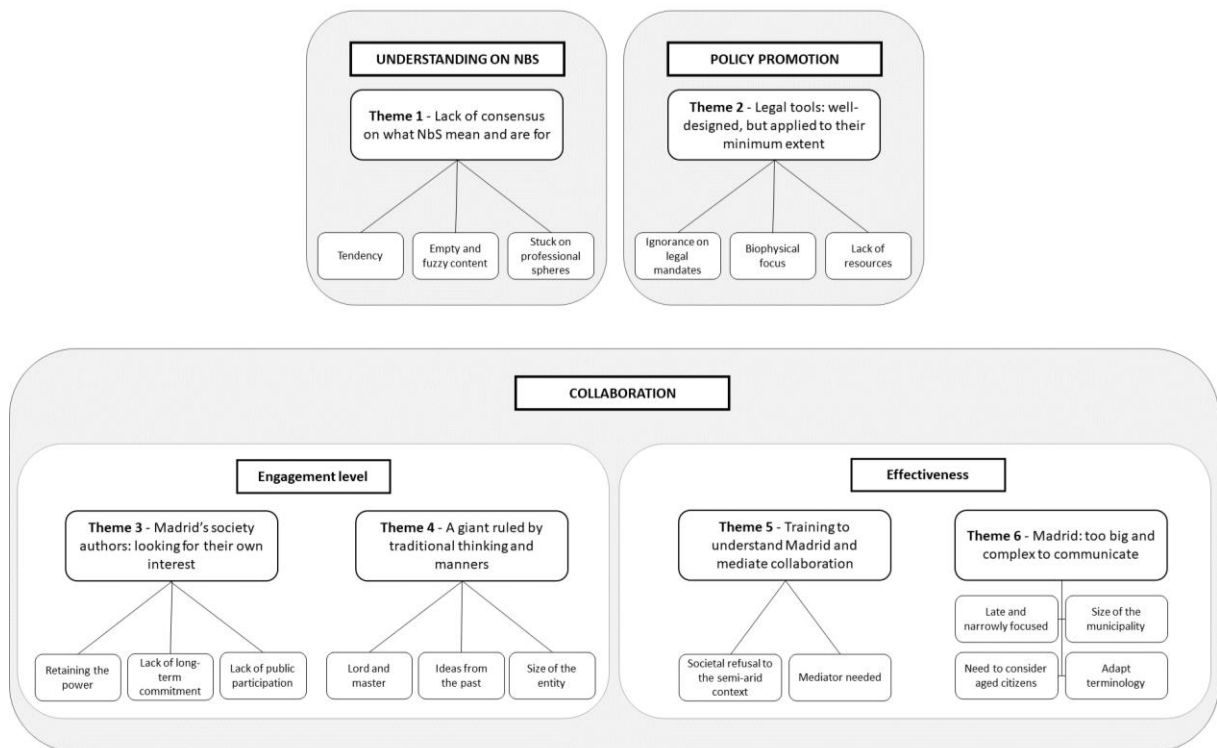 UNDERSTANDING ON NBS
Theme 1 - Lack of consensus
on what NbS mean and are for
Tendency
Empty and
fuzzy content
Stuck on
professional
spheres
POLICY PROMOTION
Theme 2 - Legal tools: well-
designed, but applied to their
minimum extent
Ignorance on
legal
mandates
Biophysical
focus
Lack of
resources
COLLABORATION
Engagement level
Theme 3 - Madrid's society
authors: looking for their own
interest
Retaining the
power
Lack of long-
term
commitment
Lack of public
participation
Theme 4 - A giant ruled by
traditional thinking and
manners
Lord and
master
Ideas from
the past
Size of the
entity
Effectiveness
Theme 5 - Training to
understand Madrid and
mediate collaboration
Societal refusal to
the semi-arid
context
Mediator needed
Theme 6 - Madrid: too big and
complex to communicate
Late and
narrowly focused
Size of the
municipality
Need to consider
aged citizens
Adapt
terminology